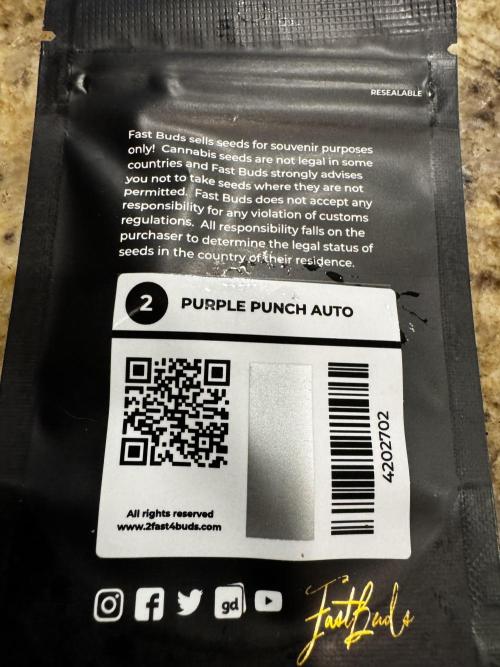 RESEALABLE
Fast Buds sells seeds for souvenir purposes
only! Cannabis seeds are not legal in some
countries and Fast Buds strongly advises
you not to take seeds where they are not
permitted. Fast Buds does not accept any
responsibility for any violation of customs
regulations. All responsibility falls on the
purchaser to determine the legal status of
seeds in the country of their residence.
2 PURPLE PUNCH AUTO
4202702
All rights reserved
www.2fast4buds.com
gd
FastBuds